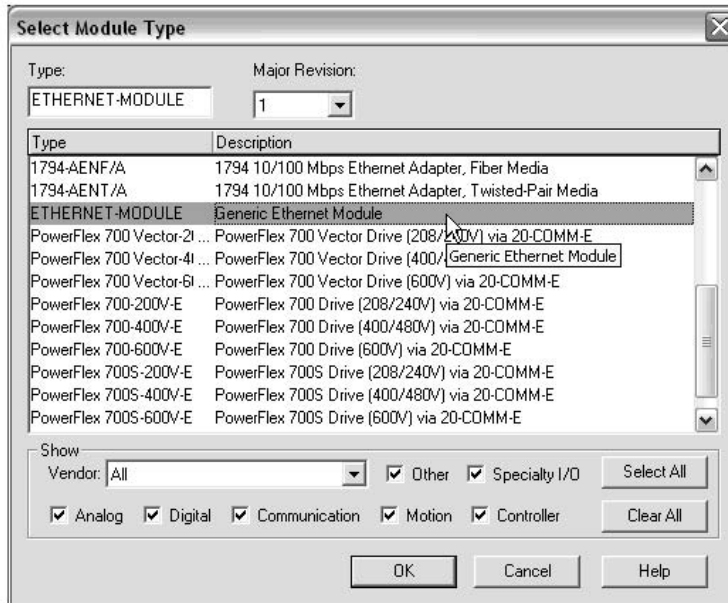 Select Module Type
Type: Major Revision:
ETHERNET-MODULE 1
Type Description
1794-AENF/A 1794 10/100 Mbps Ethernet Adapter, Fiber Media
1794-AENT/A 1794 10/100 Mbps Ethernet Adapter, Twisted-Pair Media
ETHERNET-MODULE Generic Ethernet Module
PowerFlex 700 Vector-2( ... PowerFlex 700 Vector Drive (208/240V) via 20-COMM-E
PowerFlex 700 Vector-4( ... PowerFlex 700 Vector Drive (400/
Generic Ethernet Module
PowerFlex 700 Vector-6( ... PowerFlex 700 Vector Drive (600V) via 20-COMM-E
PowerFlex 700-200V-E PowerFlex 700 Drive (208/240V) via 20-COMM-E
PowerFlex 700-400V-E PowerFlex 700 Drive (400/480V) via 20-COMM-E
PowerFlex 700-600V-E PowerFlex 700 Drive (600V) via 20-COMM-E
PowerFlex 700S-200V-E PowerFlex 700S Drive (208/240V) via 20-COMM-E
PowerFlex 700S-400V-E PowerFlex 700S Drive (400/480V) via 20-COMM-E
PowerFlex 700S-600V-E PowerFlex 700S Drive (600V) via 20-COMM-E
Show
Vendor: All Other Specialty I/O Select All
Analog Digital Communication Motion Controller Clear All
OK Cancel Help